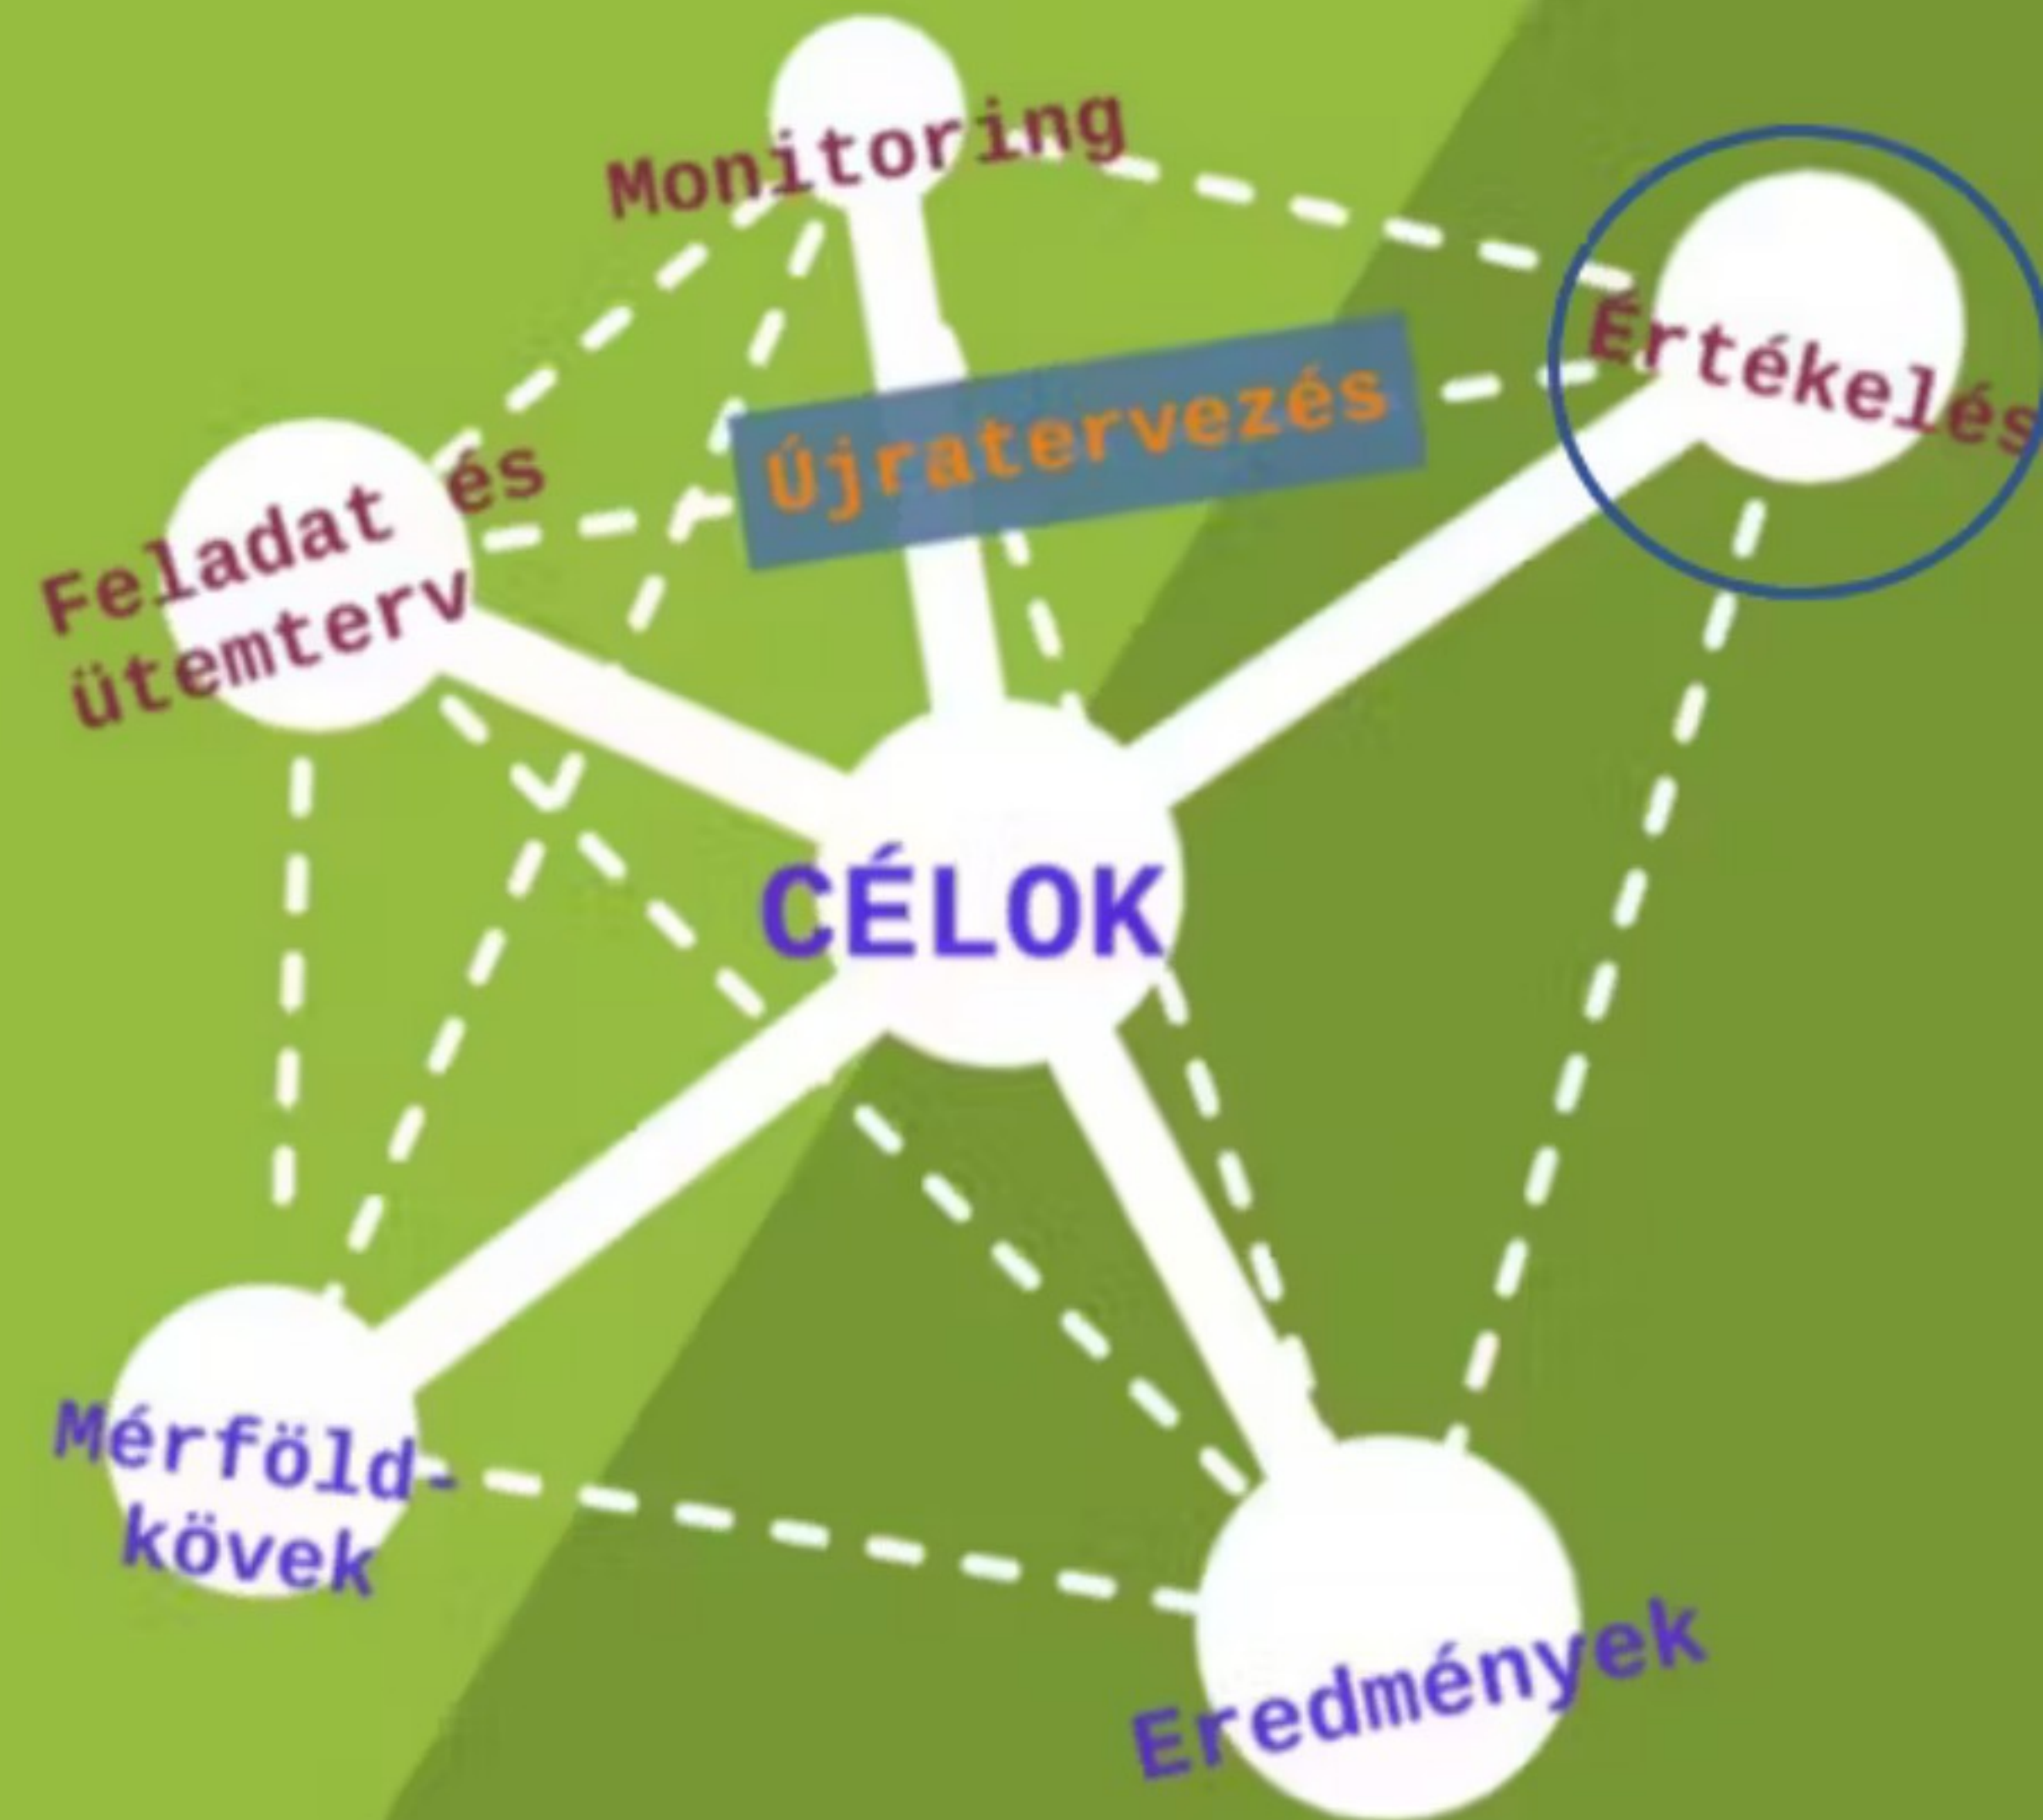 Monitoring
Értékelés
Újratervezés
Feladat és
ütemterv
CÉLOK
Mérföld-
kövek
Eredmények